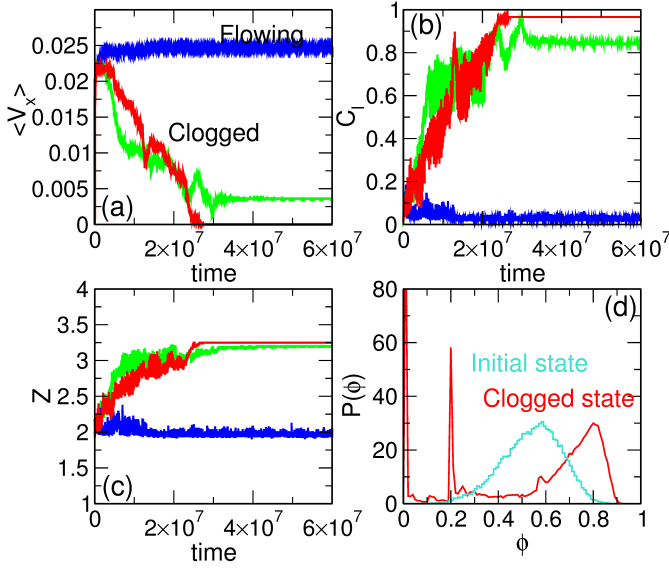 0.025
0.02
0.015
0.01
0.005
0
<V_x>
Flowing
Clogged
(a)
0
2×10^7
4×10^7
6×10^7
time
1
0.8
0.6
0.4
0.2
0
C_l
(b)
0
2×10^7
4×10^7
6×10^7
time
4
3.5
3
2.5
2
1.5
1
Z
(c)
0
2×10^7
4×10^7
6×10^7
time
80
60
40
20
0
P(ϕ)
(d)
Initial state
Clogged state
0
0.2
0.4
0.6
0.8
1
ϕ